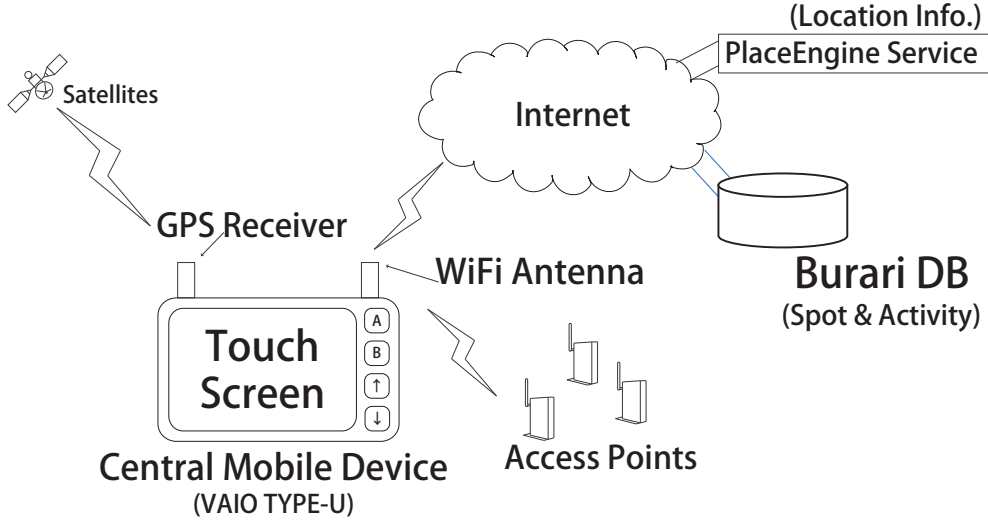 (Location Info.)
PlaceEngine Service
Satellites
Internet
GPS Receiver
WiFi Antenna
Burari DB
(Spot & Activity)
Touch
Screen
A
B
↑
↓
Access Points
Central Mobile Device
(VAIO TYPE-U)